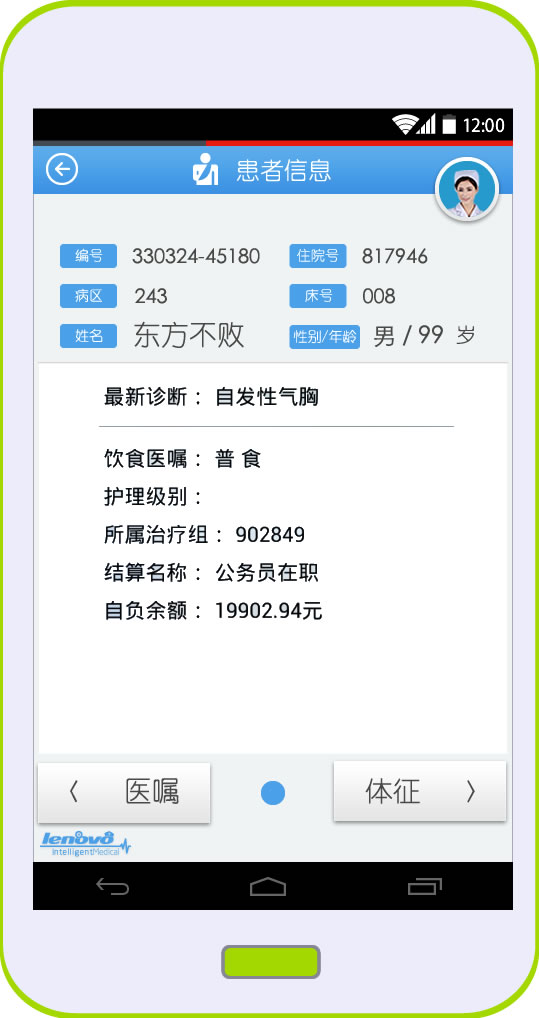 12:00
患者信息
编号 330324-45180 住院号 817946
病区 243 床号 008
姓名 东方不败 性别/年龄 男 / 99 岁
最新诊断： 自发性气胸
饮食医嘱： 普 食
护理级别：
所属治疗组： 902849
结算名称： 公务员在职
自负余额： 19902.94元
〈 医嘱 体征 〉
lenovo
intelligentMedical